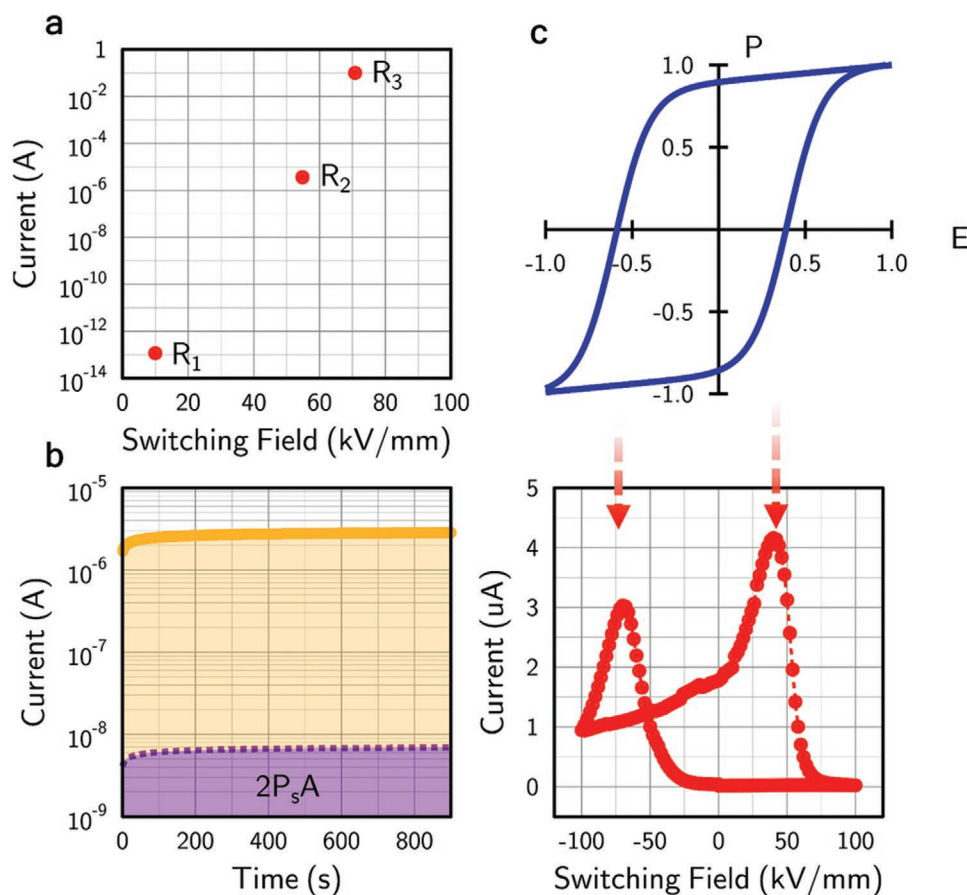 a
1
10⁻²
10⁻⁴
10⁻⁶
10⁻⁸
10⁻¹⁰
10⁻¹²
10⁻¹⁴
Current (A)
R₃
R₂
R₁
0 20 40 60 80 100
Switching Field (kV/mm)
b
10⁻⁵
10⁻⁶
10⁻⁷
10⁻⁸
10⁻⁹
Current (A)
2PₛA
0 200 400 600 800
Time (s)
c
P
1.0
0.5
E
-1.0 -0.5 0.5 1.0
-0.5
-1.0
5
4
3
2
1
0
Current (uA)
-100 -50 0 50 100
Switching Field (kV/mm)